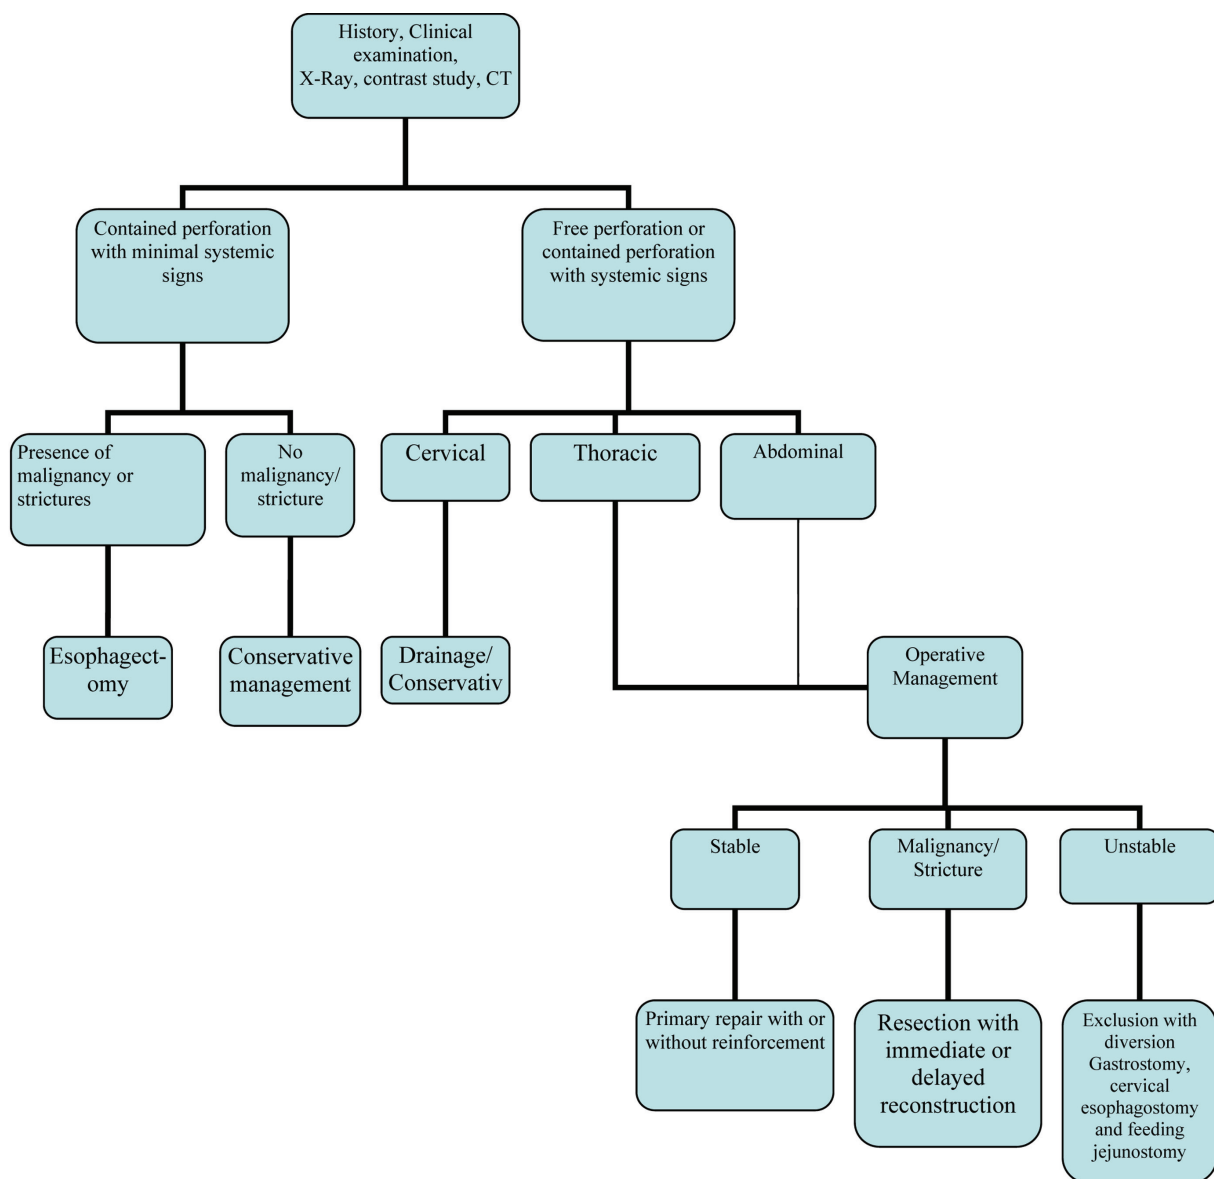 History, Clinical
examination,
X-Ray, contrast study, CT
Contained perforation
with minimal systemic
signs
Free perforation or
contained perforation
with systemic signs
Presence of
malignancy or
strictures
No
malignancy/
stricture
Cervical
Thoracic
Abdominal
Esophagect-
omy
Conservative
management
Drainage/
Conservativ
Operative
Management
Stable
Malignancy/
Stricture
Unstable
Primary repair with or
without reinforcement
Resection with
immediate or
delayed
reconstruction
Exclusion with
diversion
Gastrostomy,
cervical
esophagostomy
and feeding
jejunostomy